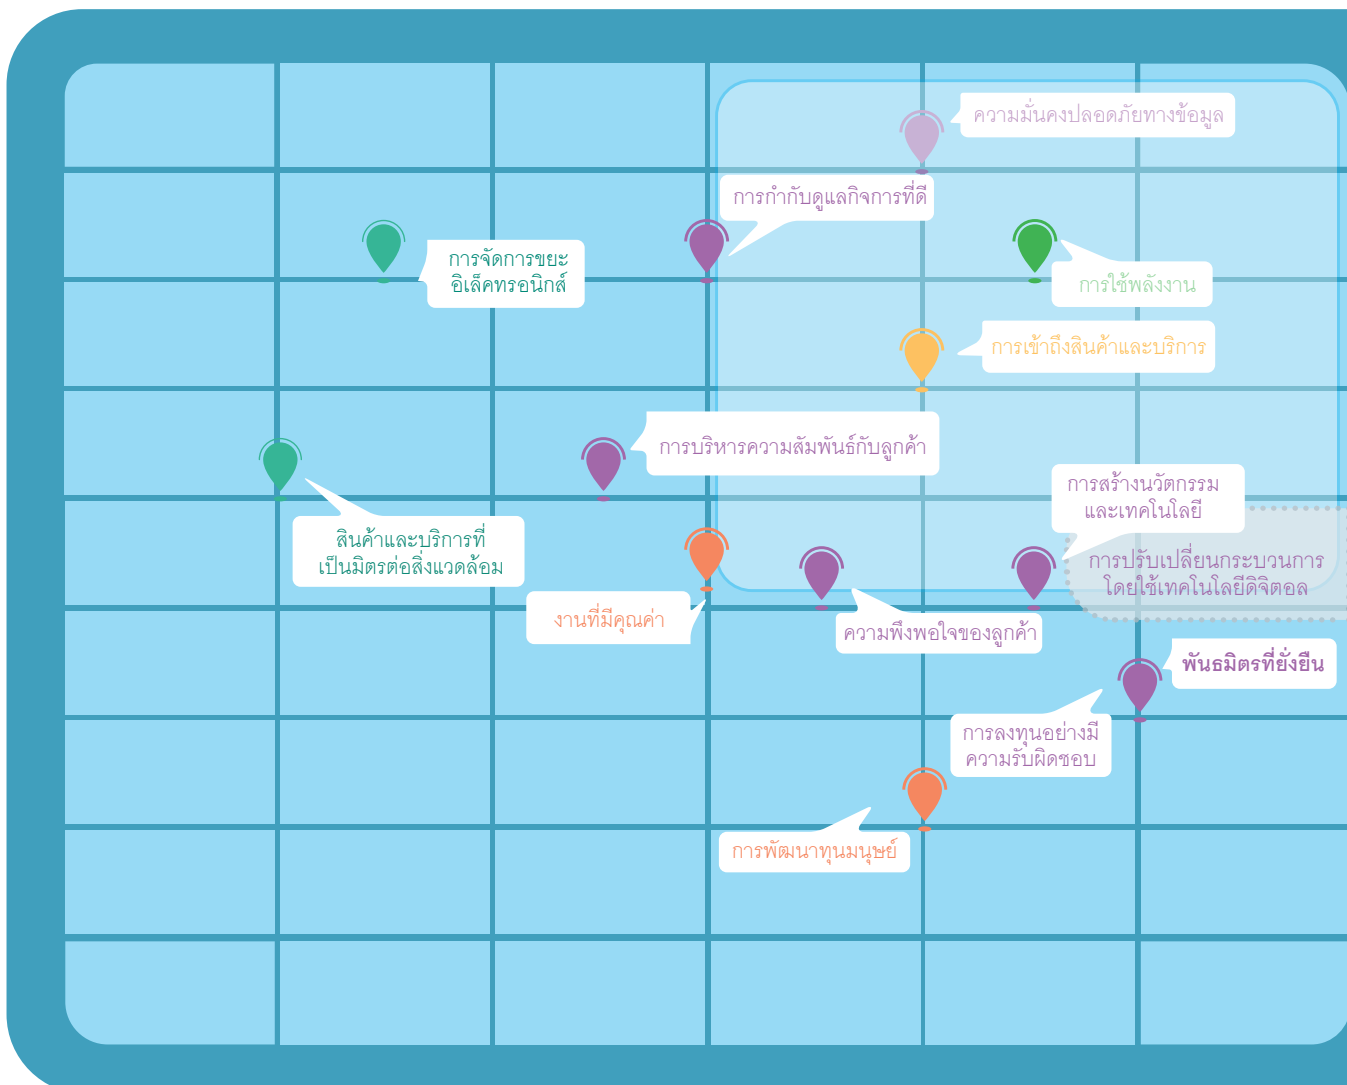 ความมั่นคงปลอดภัยทางข้อมูล
การกำกับดูแลกิจการที่ดี
การจัดการขยะ
อิเล็คทรอนิกส์
การใช้พลังงาน
การเข้าถึงสินค้าและบริการ
การบริหารความสัมพันธ์กับลูกค้า
การสร้างนวัตกรรม
และเทคโนโลยี
สินค้าและบริการที่
เป็นมิตรต่อสิ่งแวดล้อม
การปรับเปลี่ยนกระบวนการ
โดยใช้เทคโนโลยีดิจิตอล
งานที่มีคุณค่า
ความพึงพอใจของลูกค้า
พันธมิตรที่ยั่งยืน
การลงทุนอย่างมี
ความรับผิดชอบ
การพัฒนาทุนมนุษย์